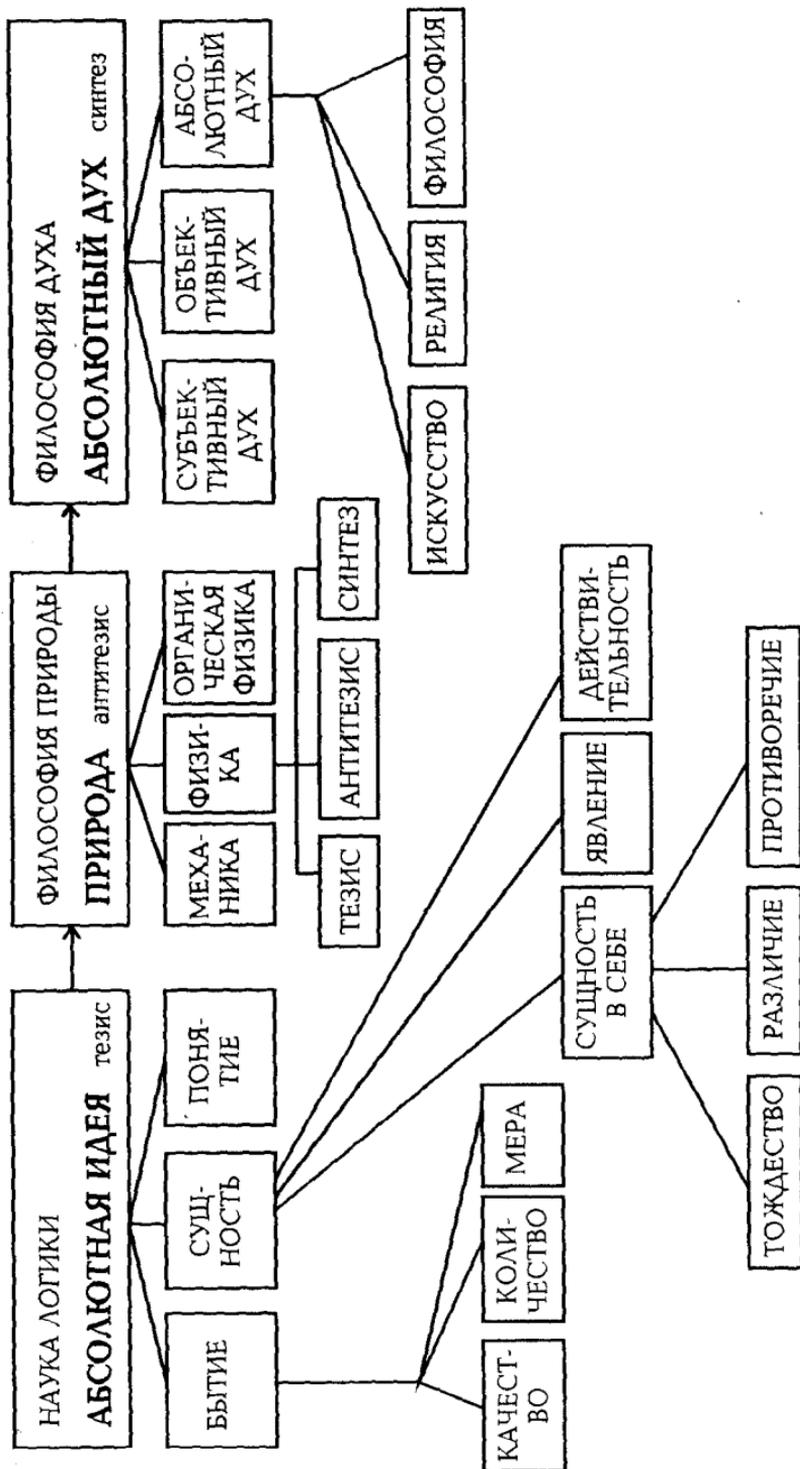 НАУКА ЛОГИКИ
АБСОЛЮТНАЯ ИДЕЯ тезис
ФИЛОСОФИЯ ПРИРОДЫ
ПРИРОДА антитезис
ФИЛОСОФИЯ ДУХА
АБСОЛЮТНЫЙ ДУХ синтез
БЫТИЕ
СУЩ-
НОСТЬ
ПОНЯ-
ТИЕ
МЕХА-
НИКА
ФИЗИ-
КА
ОРГАНИ-
ЧЕСКАЯ
ФИЗИКА
СУБЪЕК-
ТИВНЫЙ
ДУХ
ОБЪЕК-
ТИВНЫЙ
ДУХ
АБСО-
ЛЮТНЫЙ
ДУХ
ТЕЗИС
АНТИТЕЗИС
СИНТЕЗ
ИСКУССТВО
РЕЛИГИЯ
ФИЛОСОФИЯ
КАЧЕСТ-
ВО
КОЛИ-
ЧЕСТВО
МЕРА
СУЩНОСТЬ
В СЕБЕ
ЯВЛЕНИЕ
ДЕЙСТВИ-
ТЕЛЬНОСТЬ
ТОЖДЕСТВО
РАЗЛИЧИЕ
ПРОТИВОРЕЧИЕ